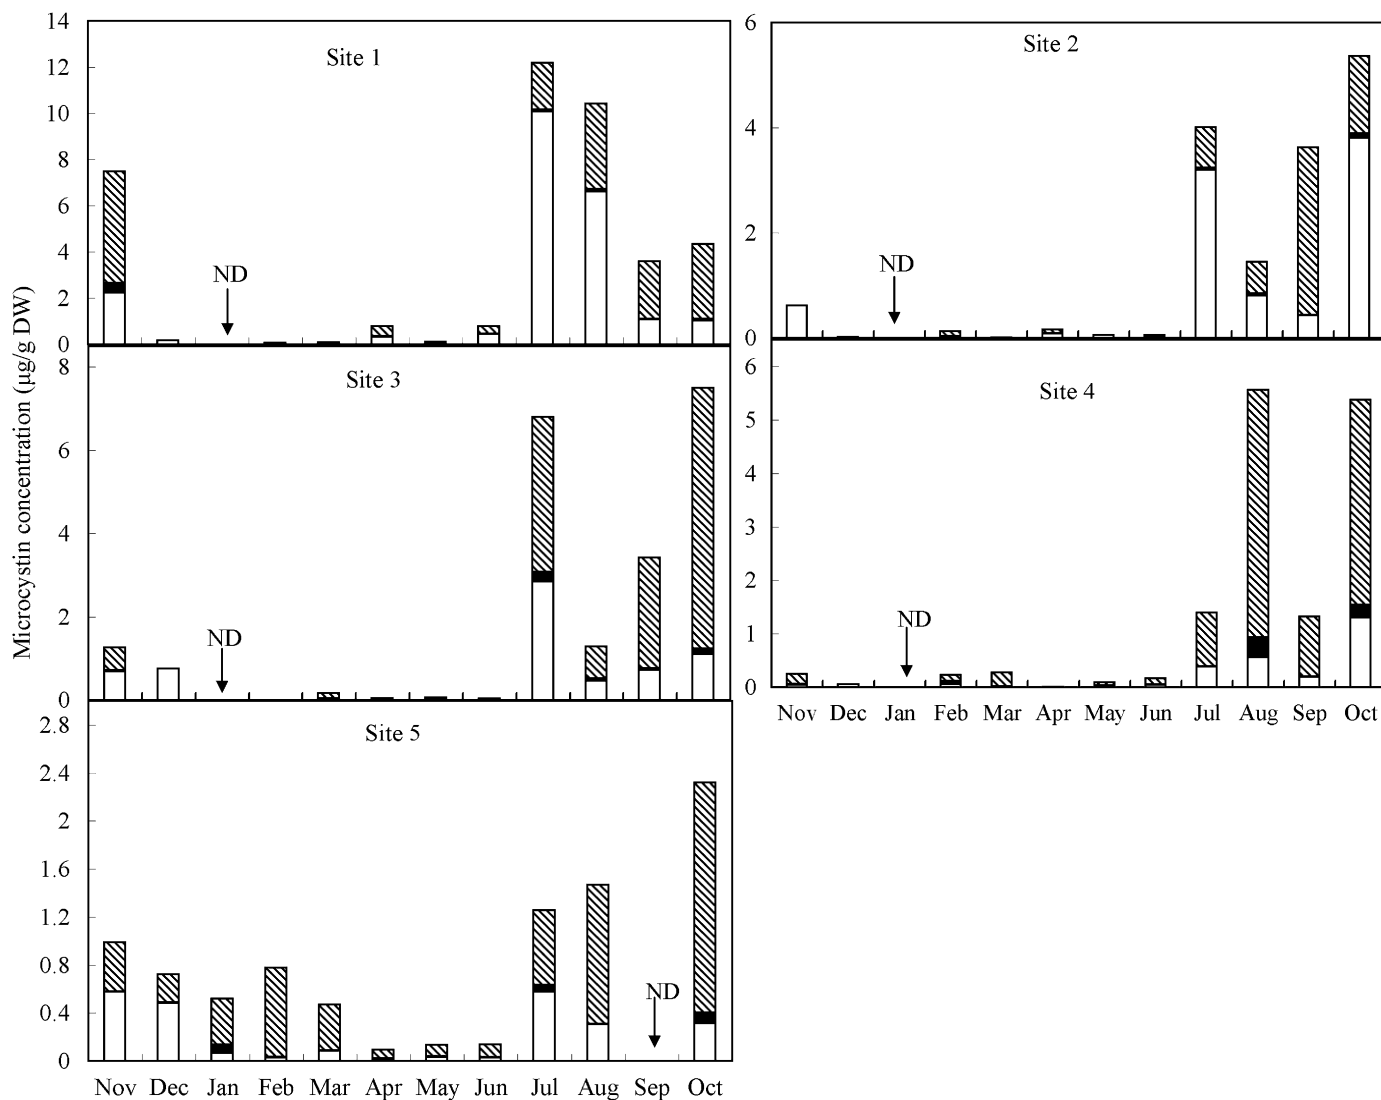 Microcystin concentration (µg/g DW)
Site 1
14
12
10
8
6
4
2
0
ND
Site 2
6
4
2
0
ND
Site 3
8
6
4
2
0
ND
Site 4
6
5
4
3
2
1
0
ND
Nov Dec Jan Feb Mar Apr May Jun Jul Aug Sep Oct
Site 5
2.8
2.4
2
1.6
1.2
0.8
0.4
0
ND
Nov Dec Jan Feb Mar Apr May Jun Jul Aug Sep Oct